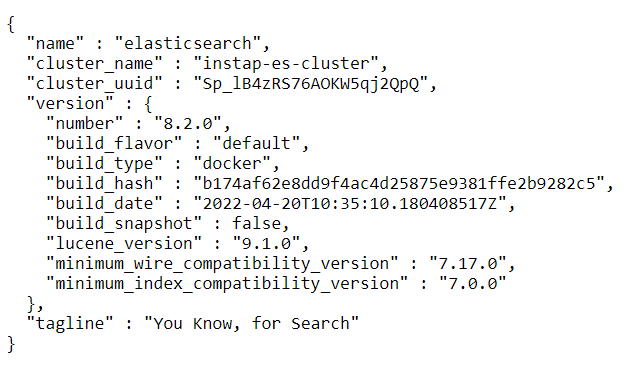 {
  "name" : "elasticsearch",
  "cluster_name" : "instap-es-cluster",
  "cluster_uuid" : "Sp_lB4zRS76AOKW5qj2QpQ",
  "version" : {
    "number" : "8.2.0",
    "build_flavor" : "default",
    "build_type" : "docker",
    "build_hash" : "b174af62e8dd9f4ac4d25875e9381ffe2b9282c5",
    "build_date" : "2022-04-20T10:35:10.180408517Z",
    "build_snapshot" : false,
    "lucene_version" : "9.1.0",
    "minimum_wire_compatibility_version" : "7.17.0",
    "minimum_index_compatibility_version" : "7.0.0"
  },
  "tagline" : "You Know, for Search"
}